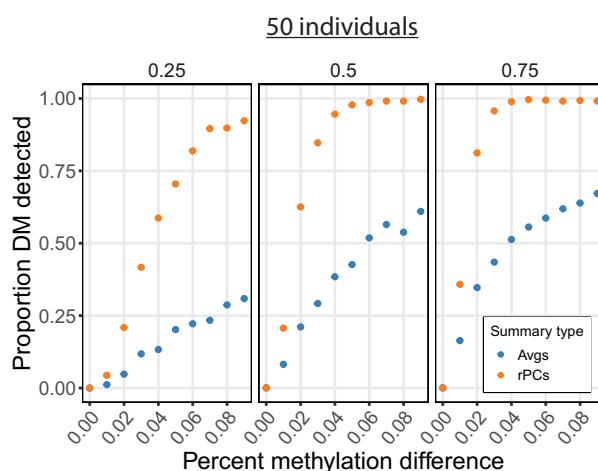 50 individuals
0.25 0.5 0.75
Proportion DM detected
1.00
0.75
0.50
0.25
0.00
Summary type
Avgs
rPCs
0.00 0.02 0.04 0.06 0.08 0.00 0.02 0.04 0.06 0.08 0.00 0.02 0.04 0.06 0.08
Percent methylation difference